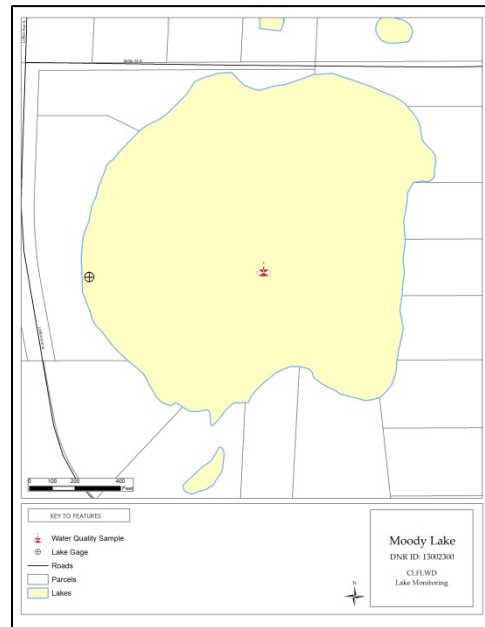 0 100 200 400
Feet
KEY TO FEATURES
Water Quality Sample
Lake Gage
Roads
Parcels
Lakes
N
Moody Lake
DNR ID: 13002300
CLFLWD
Lake Monitoring